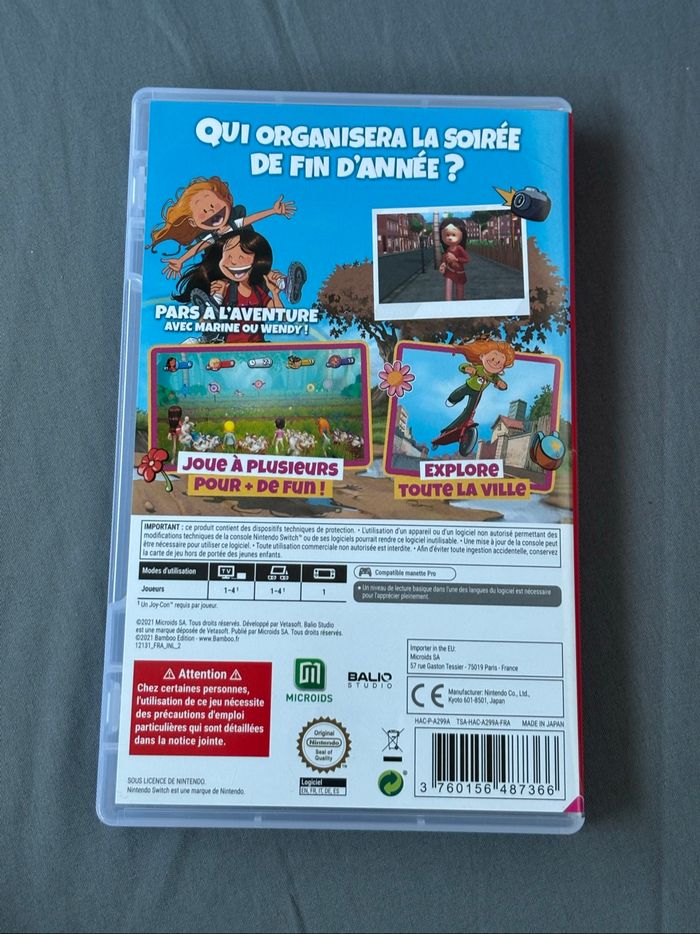 QUI ORGANISERA LA SOIRÉE
DE FIN D'ANNÉE ?
PARS À L'AVENTURE
AVEC MARINE OU WENDY !
JOUE À PLUSIEURS
POUR + DE FUN !
EXPLORE
TOUTE LA VILLE
IMPORTANT : ce produit contient des dispositifs techniques de protection. • L'utilisation d'un appareil ou d'un logiciel non autorisé permettant des
modifications techniques de la console Nintendo Switch™ ou de ses logiciels pourrait rendre ce logiciel inutilisable. • Une mise à jour de la console peut
être nécessaire pour utiliser ce logiciel. • Toute utilisation commerciale non autorisée est interdite. • Afin d'éviter toute ingestion accidentelle, conservez
la carte de jeu hors de portée des jeunes enfants.
Modes d'utilisation
TV
Joueurs
1-4¹
1-4¹
1
¹ Un Joy-Con™ requis par joueur.
Compatible manette Pro
• Un niveau de lecture basique dans l'une des langues du logiciel est nécessaire
pour l'apprécier pleinement.
©2021 Microids SA. Tous droits réservés. Développé par Vetasoft. Balio Studio
est une marque déposée de Vetasoft. Publié par Microids SA. Tous droits réservés.
©2021 Bamboo Edition - www.Bamboo.fr
12131_FRA_INL_2
Attention
Chez certaines personnes,
l'utilisation de ce jeu nécessite
des précautions d'emploi
particulières qui sont détaillées
dans la notice jointe.
MICROIDS
BALIO
STUDIO
Importer in the EU:
Microids SA
57 rue Gaston Tessier - 75019 Paris - France
CE
Manufacturer: Nintendo Co., Ltd.,
Kyoto 601-8501, Japan
HAC-P-A299A TSA-HAC-A299A-FRA MADE IN JAPAN
Original
Nintendo
Seal of
Quality
SOUS LICENCE DE NINTENDO.
Nintendo Switch est une marque de Nintendo.
Logiciel
EN, FR, IT, DE, ES
3 760156 487366